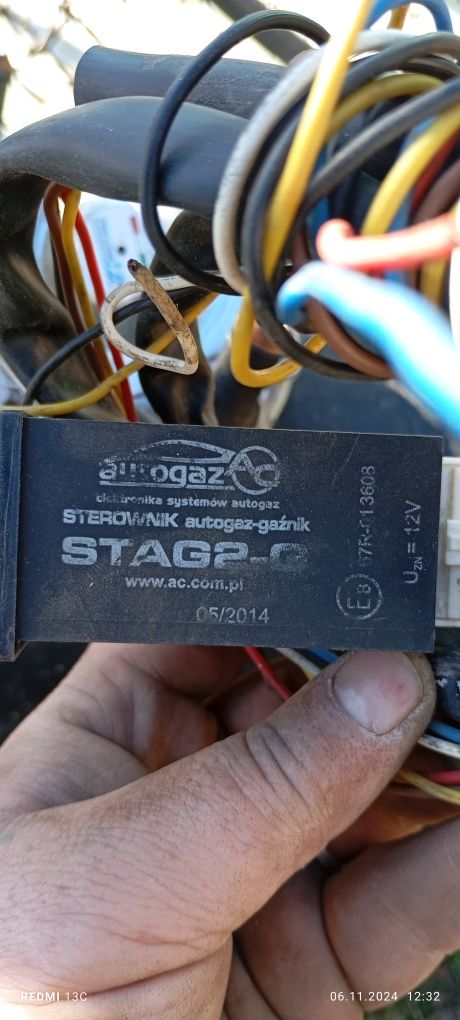 autogaz AC
elektronika systemów autogaz
STEROWNIK autogaz-gaźnik
STAG2-G
www.ac.com.pl
05/2014
E8 67R-013608
UZN = 12V
REDMI 13C
06.11.2024 12:32